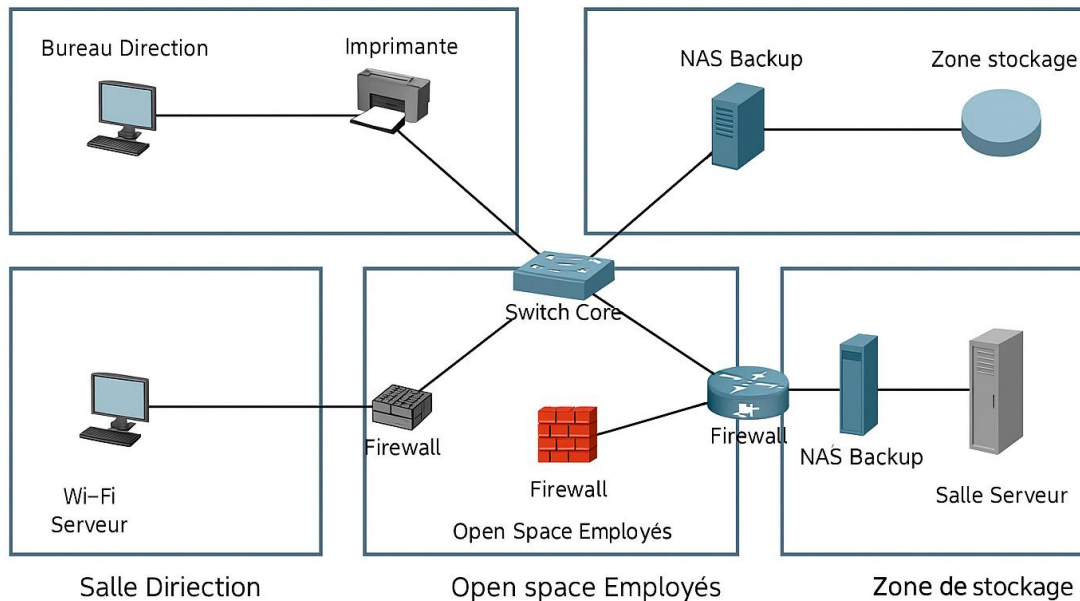 Bureau Direction
Imprimante
NAS Backup
Zone stockage
Switch Core
Firewall
Firewall
Firewall
NAS Backup
Wi-Fi
Serveur
Salle Serveur
Open Space Employés
Salle Diriection
Open space Employés
Zone de stockage